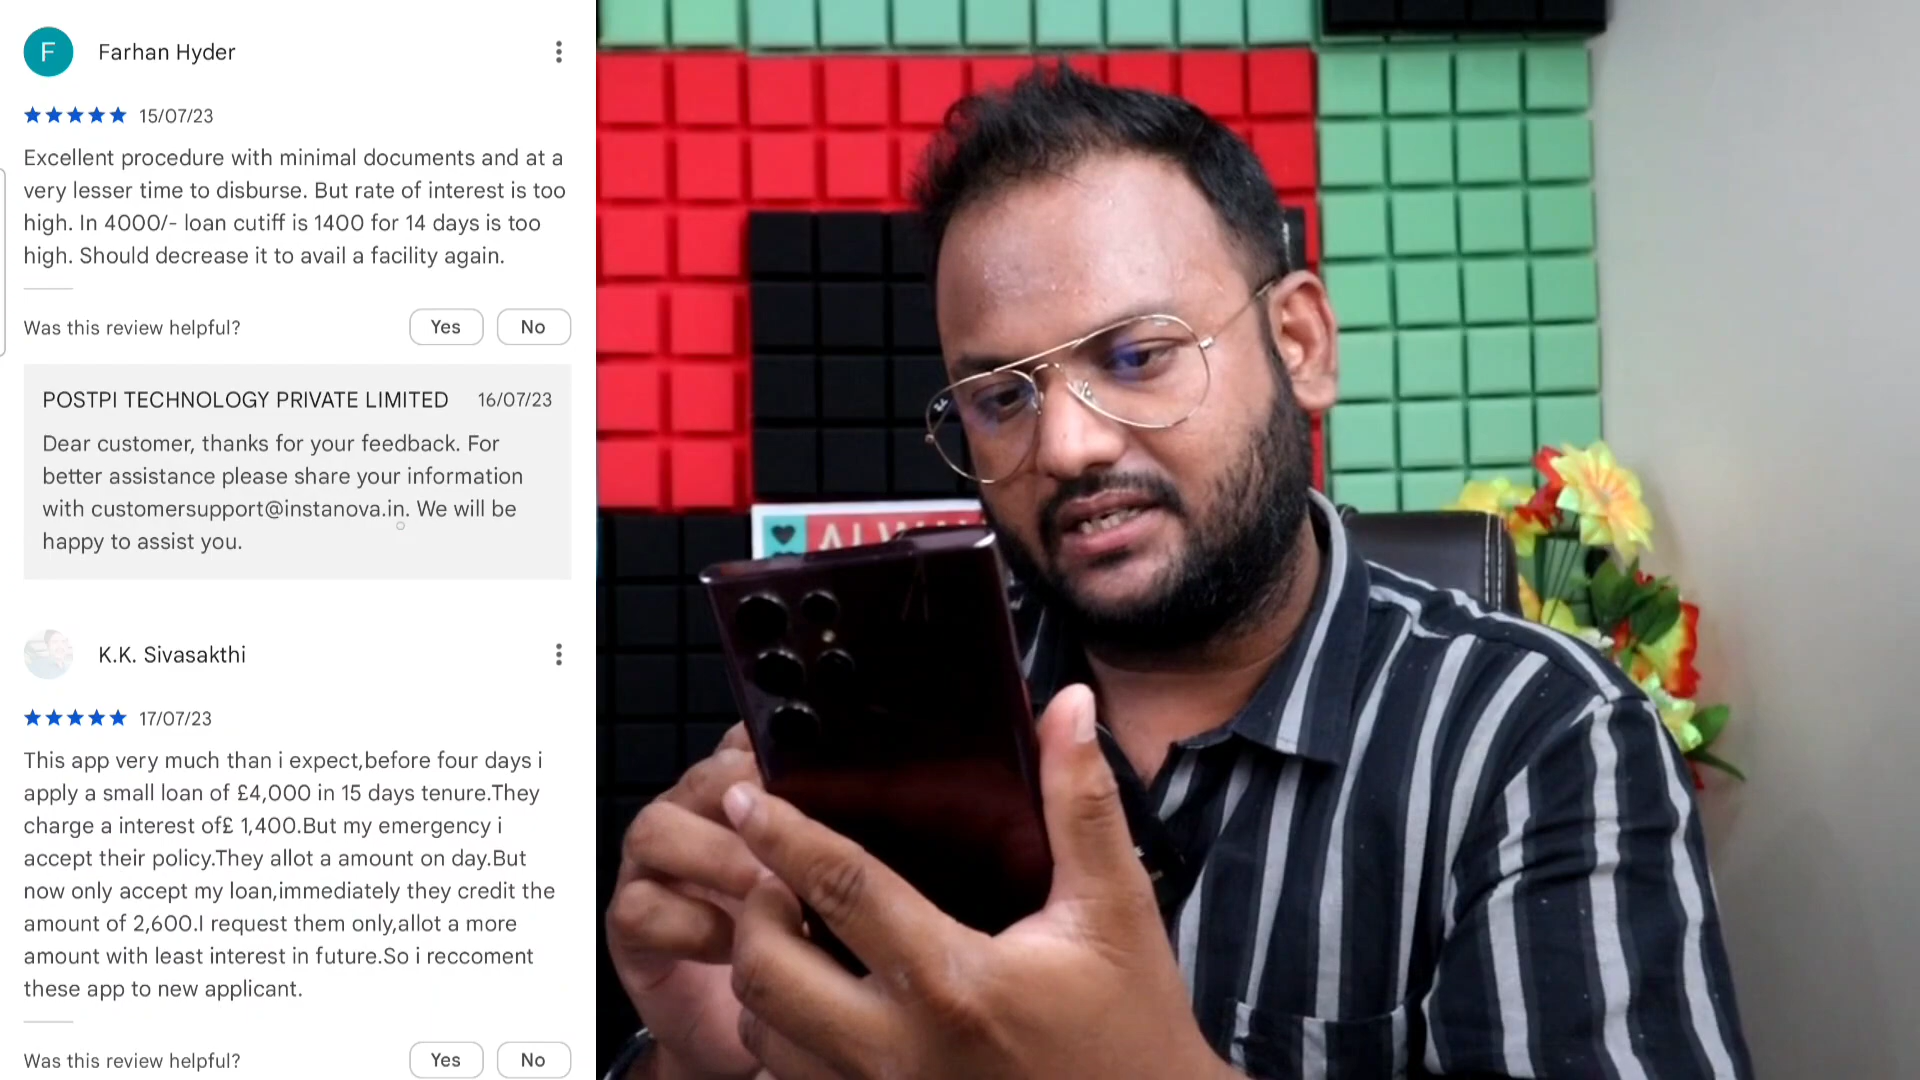 F
Farhan Hyder
15/07/23
Excellent procedure with minimal documents and at a
very lesser time to disburse. But rate of interest is too
high. In 4000/- loan cutiff is 1400 for 14 days is too
high. Should decrease it to avail a facility again.
Was this review helpful?
Yes
No
POSTPI TECHNOLOGY PRIVATE LIMITED 16/07/23
Dear customer, thanks for your feedback. For
better assistance please share your information
with customersupport@instanova.in. We will be
happy to assist you.
K.K. Sivasakthi
17/07/23
This app very much than i expect,before four days i
apply a small loan of £4,000 in 15 days tenure.They
charge a interest of£ 1,400.But my emergency i
accept their policy.They allot a amount on day.But
now only accept my loan,immediately they credit the
amount of 2,600.I request them only,allot a more
amount with least interest in future.So i reccoment
these app to new applicant.
Was this review helpful?
Yes
No